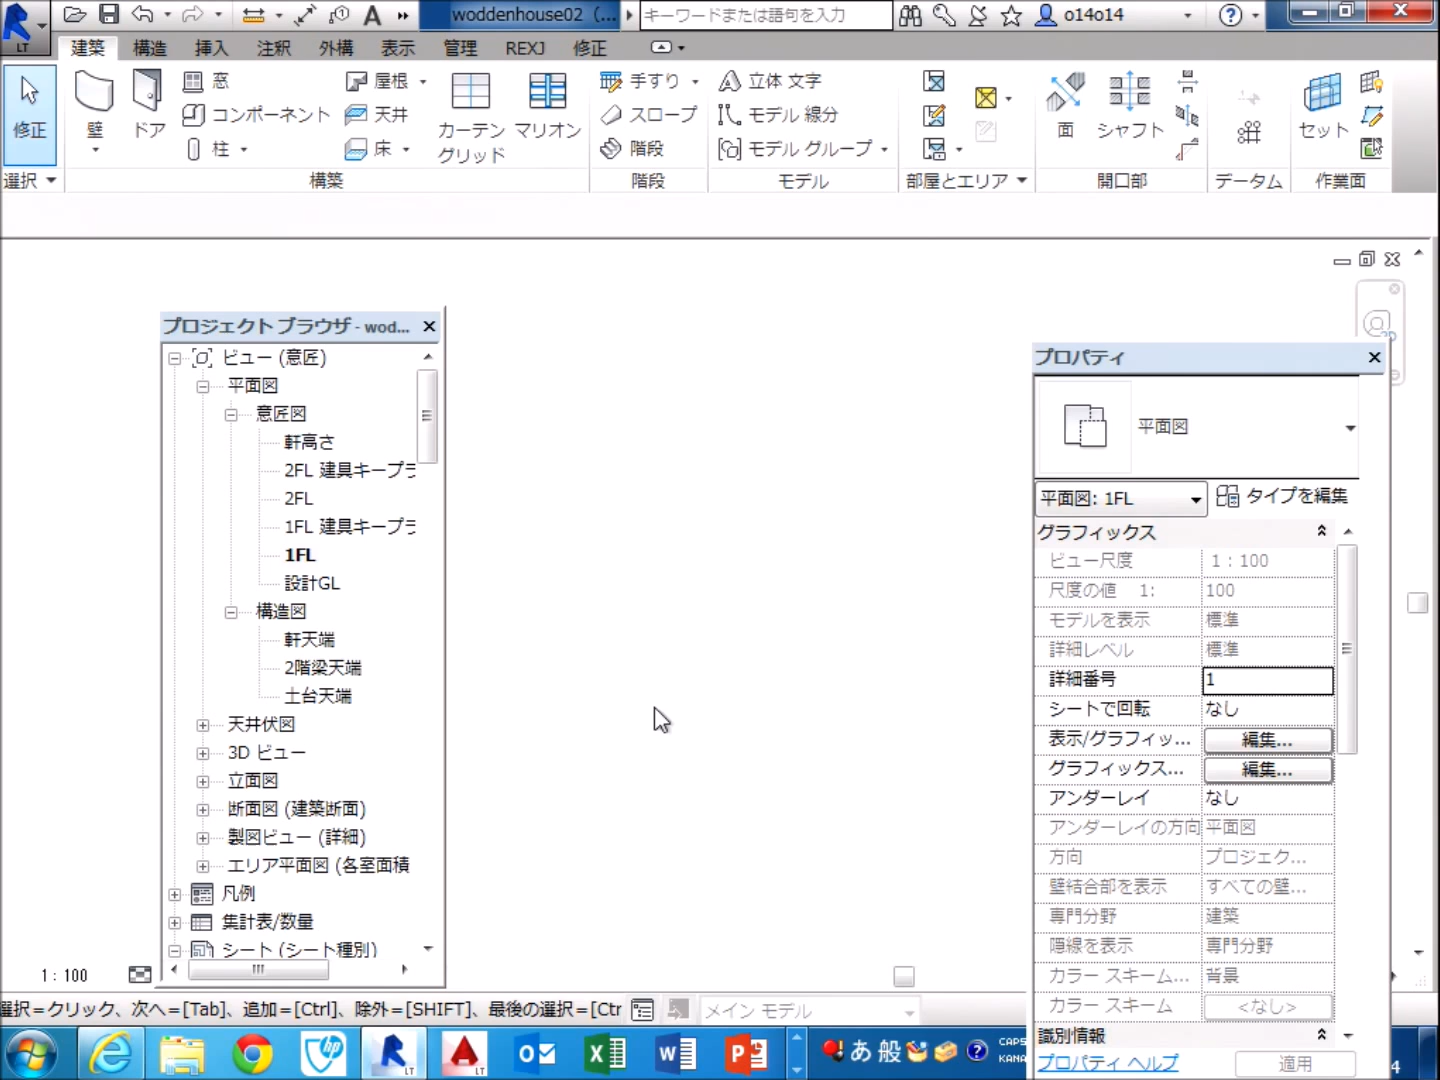 LT
woddenhouse02 (...
キーワードまたは語句を入力
o14o14
建築 構造 挿入 注釈 外構 表示 管理 REXJ 修正
修正
壁
ドア
窓
コンポーネント
柱
屋根
天井
床
カーテン
グリッド
マリオン
手すり
スロープ
階段
立体 文字
モデル 線分
モデル グループ
面
シャフト
セット
選択 構築 階段 モデル 部屋とエリア 開口部 データム 作業面
プロジェクト ブラウザ - wod...
ビュー (意匠)
平面図
意匠図
軒高さ
2FL 建具キープラ
2FL
1FL 建具キープラ
1FL
設計GL
構造図
軒天端
2階梁天端
土台天端
天井伏図
3D ビュー
立面図
断面図 (建築断面)
製図ビュー (詳細)
エリア平面図 (各室面積
凡例
集計表/数量
シート (シート種別)
プロパティ
平面図
平面図: 1FL
タイプを編集
グラフィックス
ビュー尺度 1 : 100
尺度の値 1: 100
モデルを表示 標準
詳細レベル 標準
詳細番号 1
シートで回転 なし
表示/グラフィッ... 編集...
グラフィックス... 編集...
アンダーレイ なし
アンダーレイの方向 平面図
方向 プロジェク...
壁結合部を表示 すべての壁...
専門分野 建築
隠線を表示 専門分野
カラー スキーム... 背景
カラー スキーム <なし>
識別情報
プロパティ ヘルプ 適用
1 : 100
選択=クリック、次へ=[Tab]、追加=[Ctrl]、除外=[SHIFT]、最後の選択=[Ctr
メイン モデル
hp
LT
LT
あ 般
CAPS
KANA
4